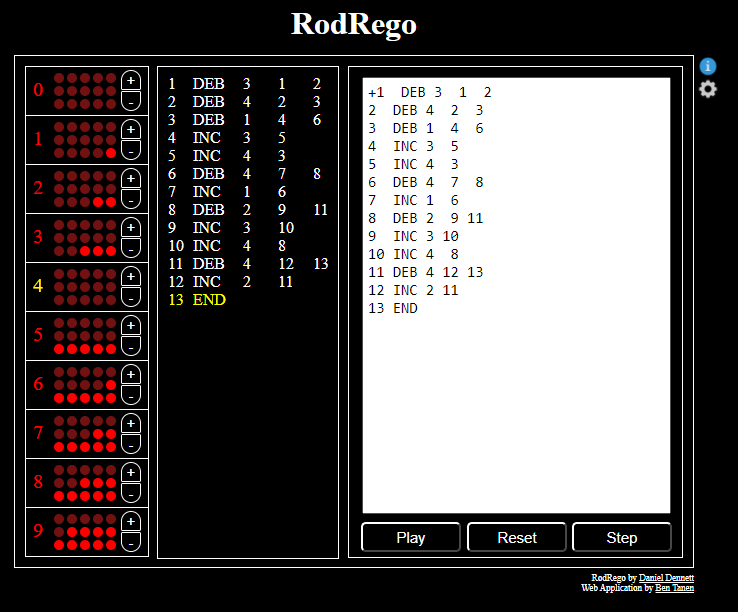 RodRego
0 + -
1 + -
2 + -
3 + -
4 + -
5 + -
6 + -
7 + -
8 + -
9 + -
1 DEB 3 1 2
2 DEB 4 2 3
3 DEB 1 4 6
4 INC 3 5
5 INC 4 3
6 DEB 4 7 8
7 INC 1 6
8 DEB 2 9 11
9 INC 3 10
10 INC 4 8
11 DEB 4 12 13
12 INC 2 11
13 END
+1 DEB 3 1 2
2 DEB 4 2 3
3 DEB 1 4 6
4 INC 3 5
5 INC 4 3
6 DEB 4 7 8
7 INC 1 6
8 DEB 2 9 11
9 INC 3 10
10 INC 4 8
11 DEB 4 12 13
12 INC 2 11
13 END
Play Reset Step
i
RodRego by Daniel Dennett
Web Application by Ben Tanen